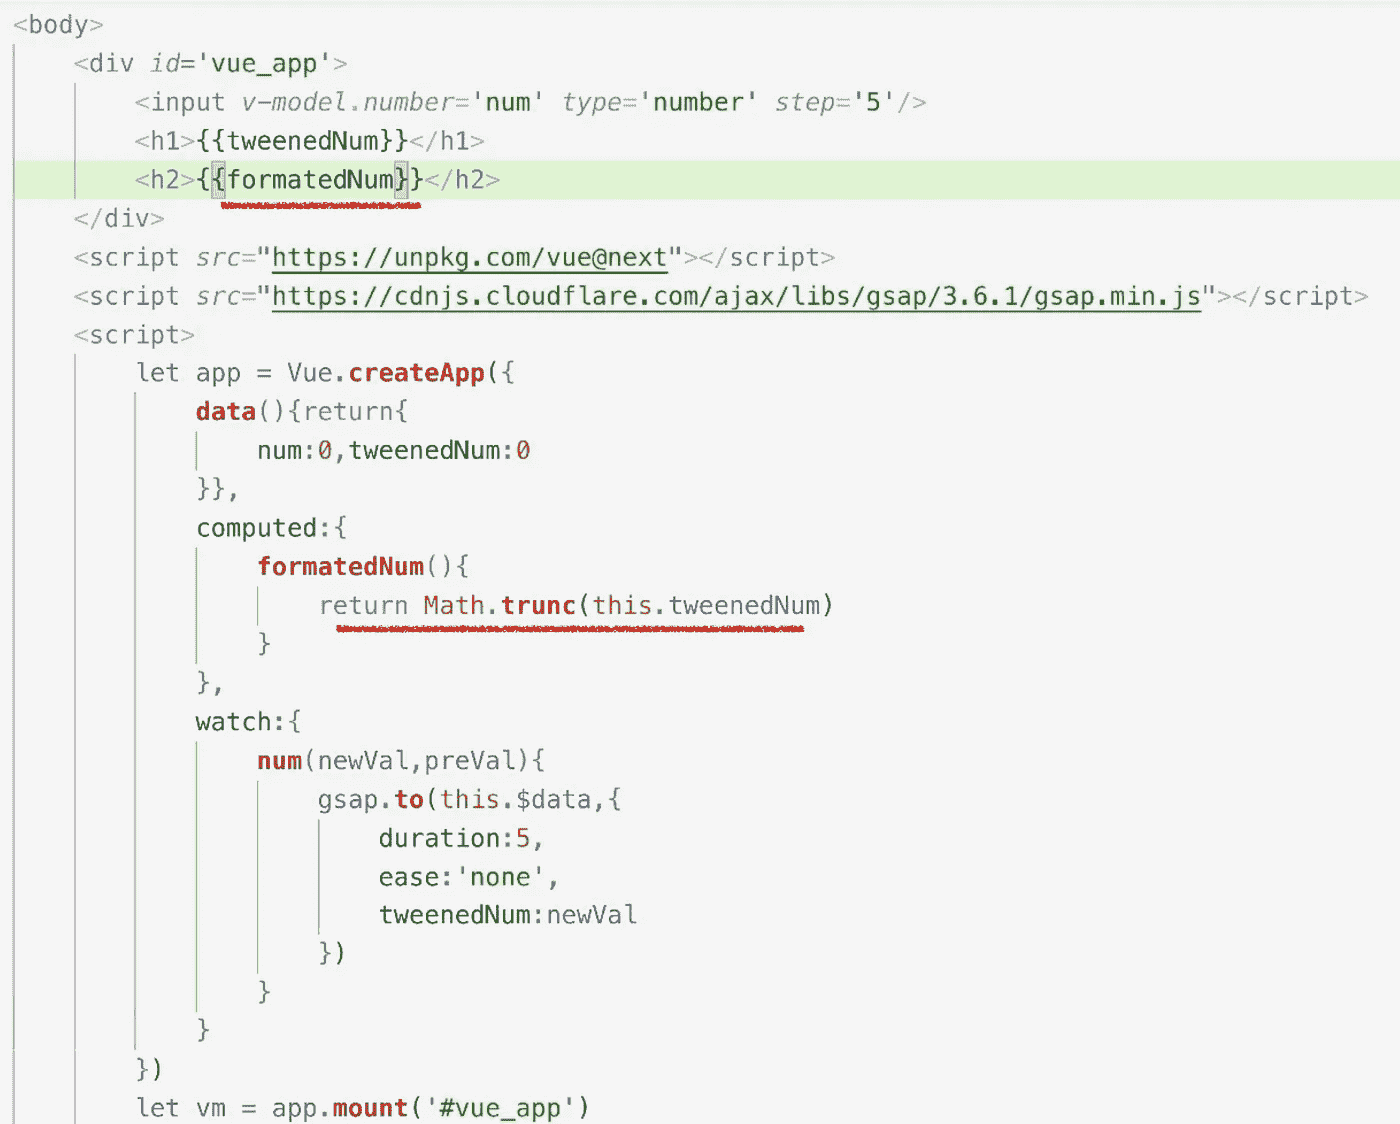 <body>
<div id='vue_app'>
<input v-model.number='num' type='number' step='5'/>
<h1>{{tweenedNum}}</h1>
<h2>{{formatedNum}}</h2>
</div>
<script src="https://unpkg.com/vue@next"></script>
<script src="https://cdnjs.cloudflare.com/ajax/libs/gsap/3.6.1/gsap.min.js"></script>
<script>
let app = Vue.createApp({
data(){return{
num:0,tweenedNum:0
}},
computed:{
formatedNum(){
return Math.trunc(this.tweenedNum)
}
},
watch:{
num(newVal,preVal){
gsap.to(this.$data,{
duration:5,
ease:'none',
tweenedNum:newVal
})
}
}
})
let vm = app.mount('#vue_app')